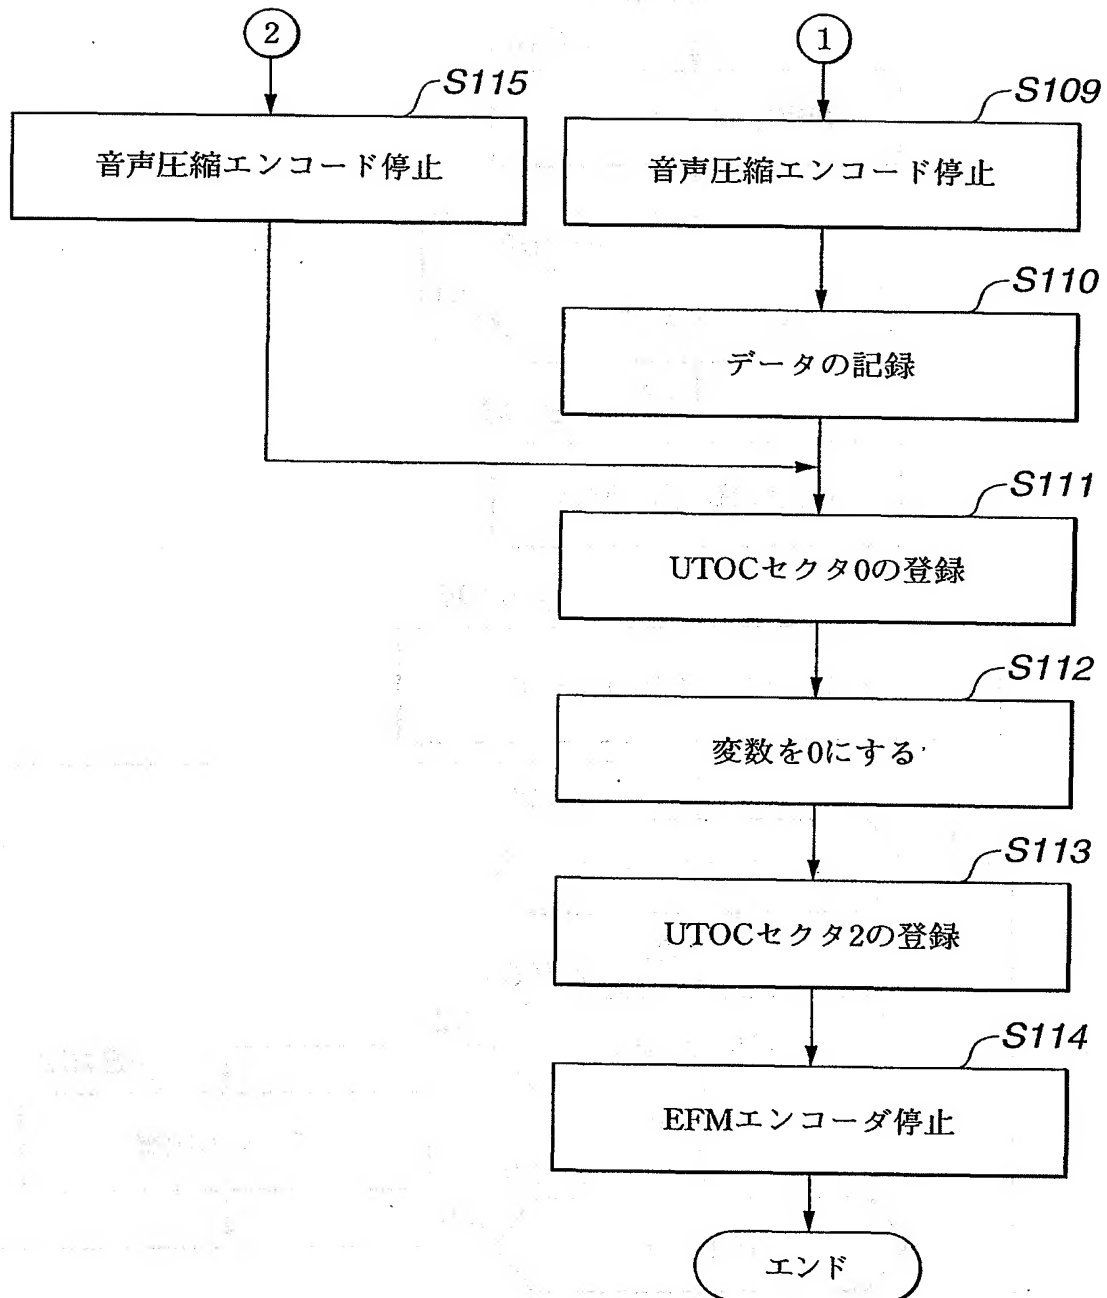 ②
S115
音声圧縮エンコード停止
①
S109
音声圧縮エンコード停止
S110
データの記録
S111
UTOCセクタ0の登録
S112
変数を0にする
S113
UTOCセクタ2の登録
S114
EFMエンコーダ停止
エンド